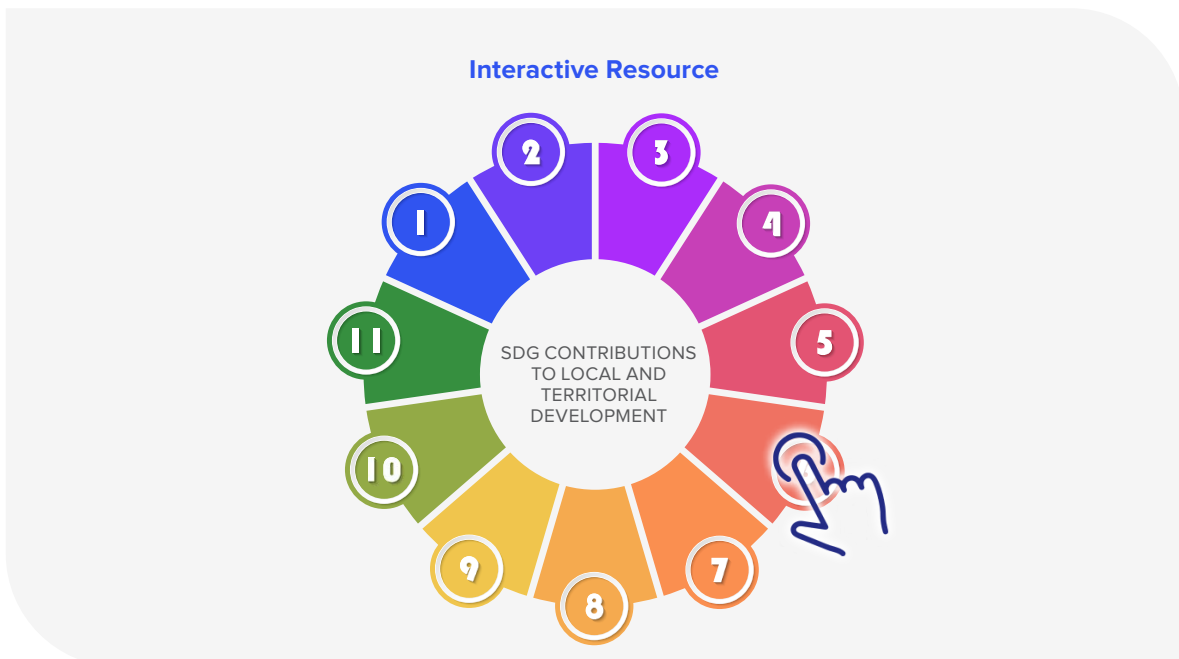 Interactive Resource
2
3
1
4
11
5
SDG CONTRIBUTIONS
TO LOCAL AND
TERRITORIAL
DEVELOPMENT
10
9
7
8